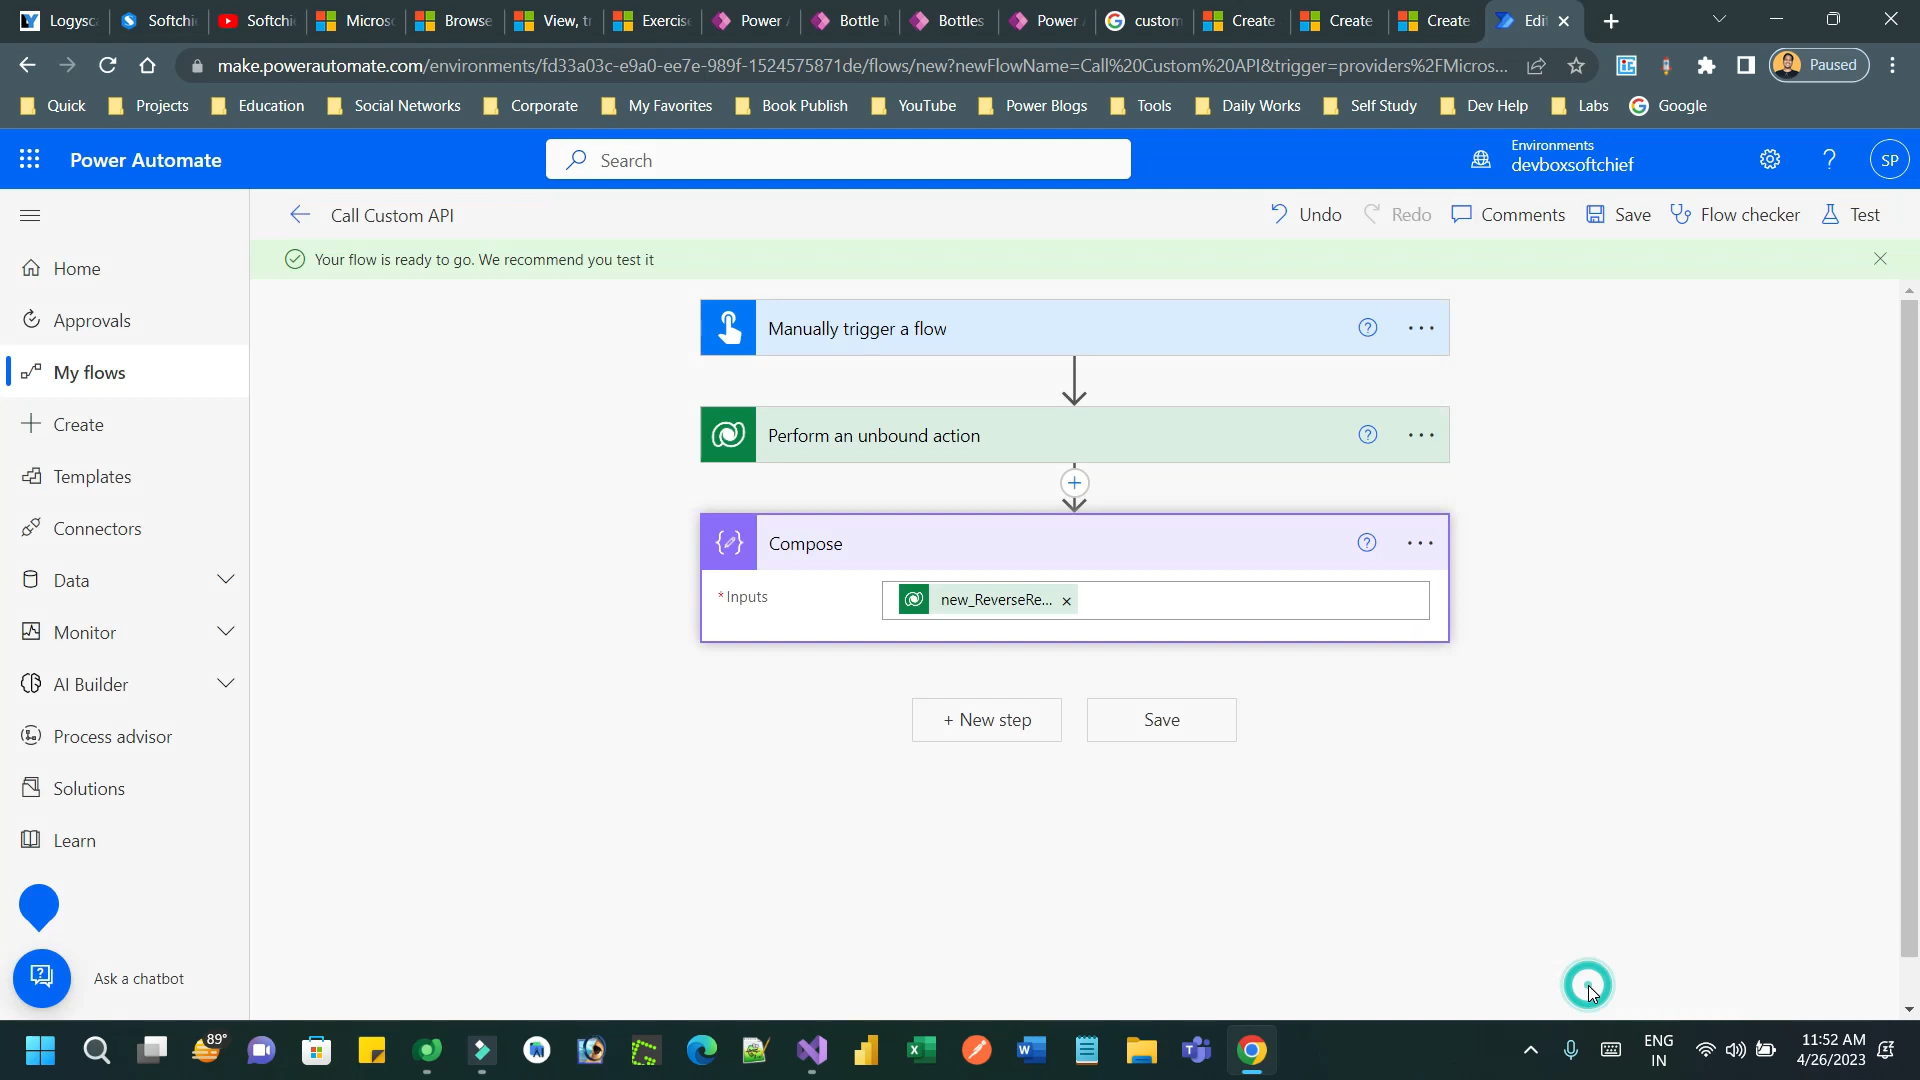 Logysc
Softchi
Softchi
Micros
Browse
View, t
Exercise
Power
Bottle
Bottles
Power
custom
Create
Create
Create
Edi
make.powerautomate.com/environments/fd33a03c-e9a0-ee7e-989f-1524575871de/flows/new?newFlowName=Call%20Custom%20API&trigger=providers%2FMicros...
Paused
Quick
Projects
Education
Social Networks
Corporate
My Favorites
Book Publish
YouTube
Power Blogs
Tools
Daily Works
Self Study
Dev Help
Labs
Google
Power Automate
Search
Environments
devboxsoftchief
SP
Call Custom API
Undo
Redo
Comments
Save
Flow checker
Test
Your flow is ready to go. We recommend you test it
Home
Approvals
My flows
Create
Templates
Connectors
Data
Monitor
AI Builder
Process advisor
Solutions
Learn
Ask a chatbot
Manually trigger a flow
Perform an unbound action
Compose
* Inputs
new_ReverseRe...
+ New step
Save
89°
ENG
IN
11:52 AM
4/26/2023